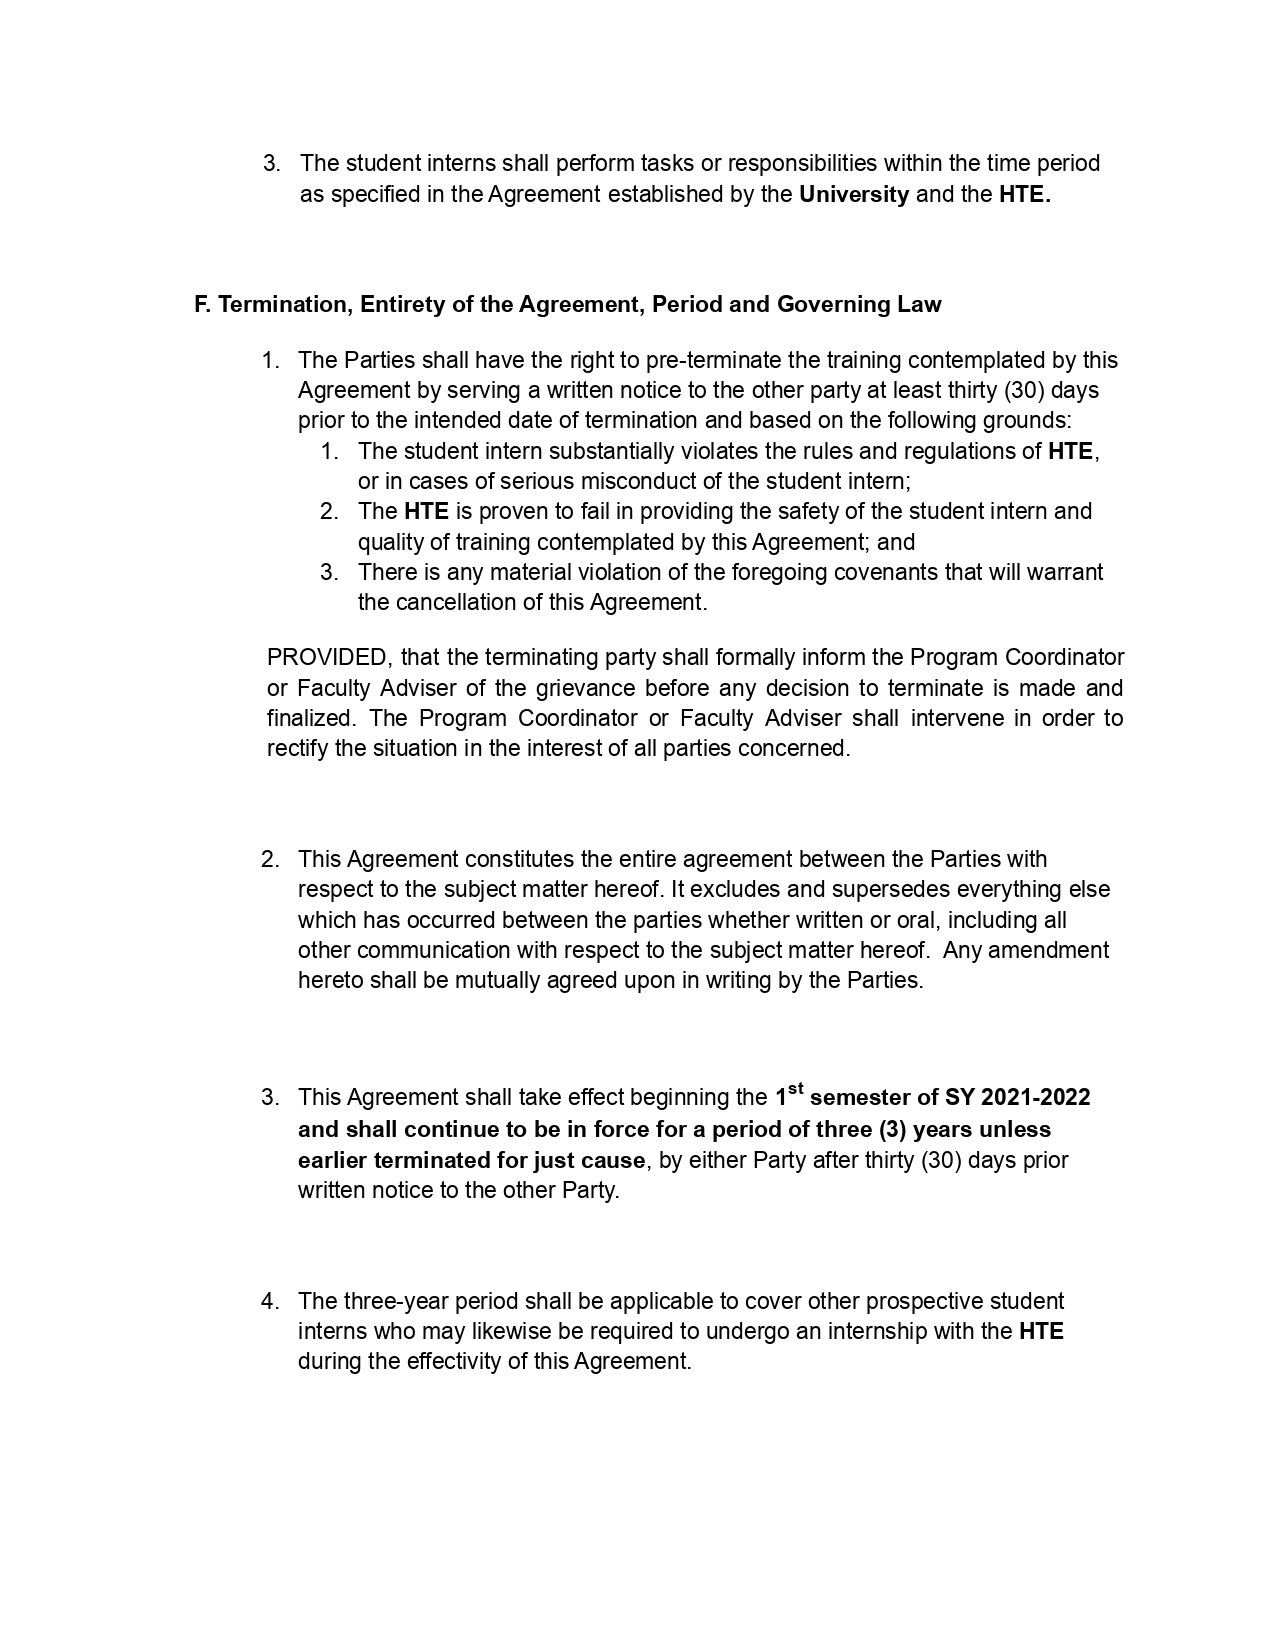 3. The student interns shall perform tasks or responsibilities within the time period
as specified in the Agreement established by the University and the HTE.
F. Termination, Entirety of the Agreement, Period and Governing Law
1. The Parties shall have the right to pre-terminate the training contemplated by this
Agreement by serving a written notice to the other party at least thirty (30) days
prior to the intended date of termination and based on the following grounds:
1. The student intern substantially violates the rules and regulations of HTE,
or in cases of serious misconduct of the student intern;
2. The HTE is proven to fail in providing the safety of the student intern and
quality of training contemplated by this Agreement; and
3. There is any material violation of the foregoing covenants that will warrant
the cancellation of this Agreement.
PROVIDED, that the terminating party shall formally inform the Program Coordinator
or Faculty Adviser of the grievance before any decision to terminate is made and
finalized. The Program Coordinator or Faculty Adviser shall intervene in order to
rectify the situation in the interest of all parties concerned.
2. This Agreement constitutes the entire agreement between the Parties with
respect to the subject matter hereof. It excludes and supersedes everything else
which has occurred between the parties whether written or oral, including all
other communication with respect to the subject matter hereof.  Any amendment
hereto shall be mutually agreed upon in writing by the Parties.
3. This Agreement shall take effect beginning the 1st semester of SY 2021-2022
and shall continue to be in force for a period of three (3) years unless
earlier terminated for just cause, by either Party after thirty (30) days prior
written notice to the other Party.
4. The three-year period shall be applicable to cover other prospective student
interns who may likewise be required to undergo an internship with the HTE
during the effectivity of this Agreement.